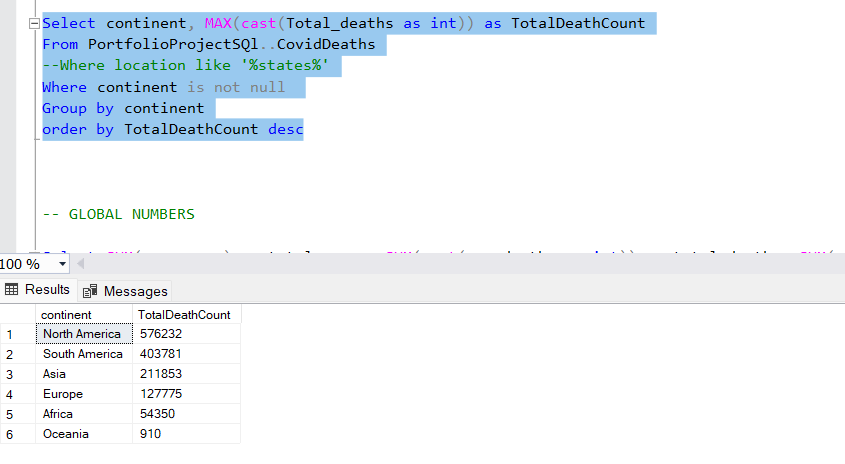 Select continent, MAX(cast(Total_deaths as int)) as TotalDeathCount
From PortfolioProjectSQl..CovidDeaths
--Where location like '%states%'
Where continent is not null
Group by continent
order by TotalDeathCount desc
-- GLOBAL NUMBERS
100 %
Results Messages
continent TotalDeathCount
1 North America 576232
2 South America 403781
3 Asia 211853
4 Europe 127775
5 Africa 54350
6 Oceania 910